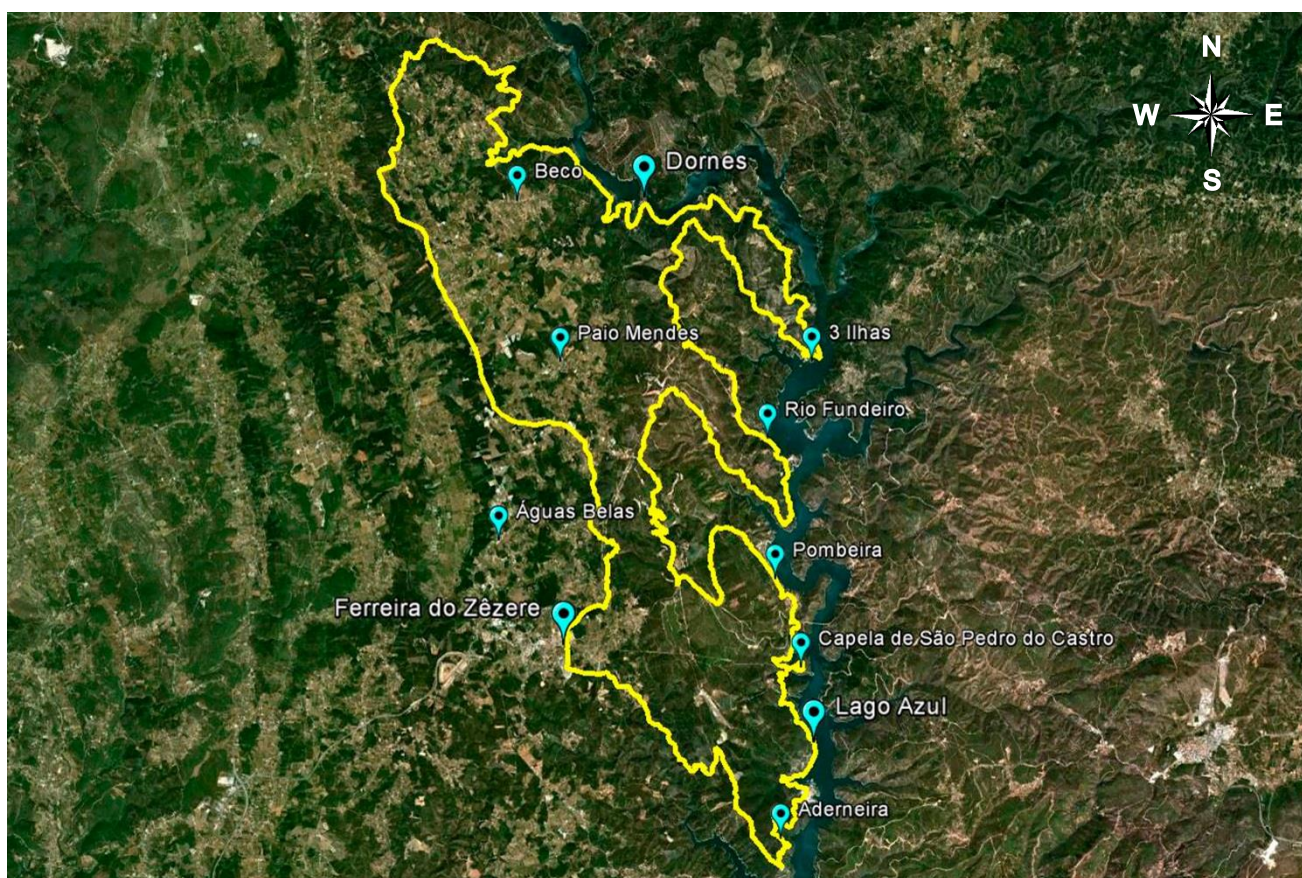 N
W E
S
Dornes
Beco
Paio Mendes
3 Ilhas
Rio Fundeiro
Águas Belas
Pombeira
Ferreira do Zêzere
Capela de São Pedro do Castro
Lago Azul
Aderneira